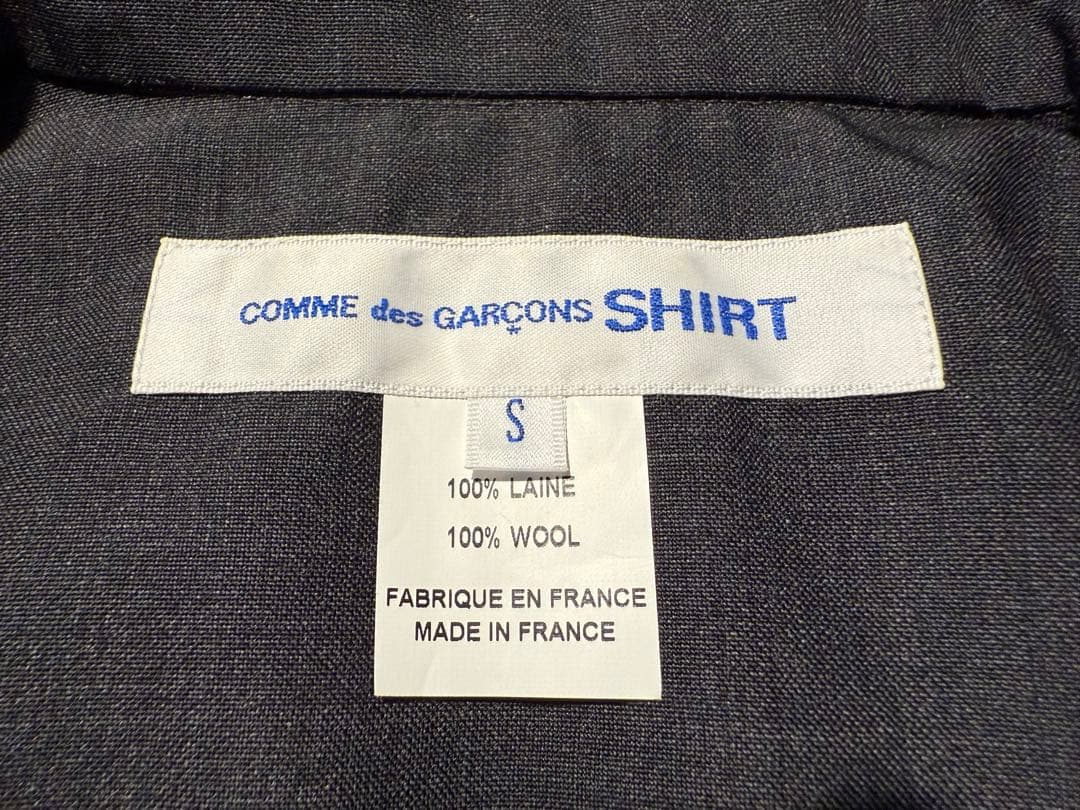 COMME des GARÇONS SHIRT
S
100% LAINE
100% WOOL
FABRIQUE EN FRANCE
MADE IN FRANCE